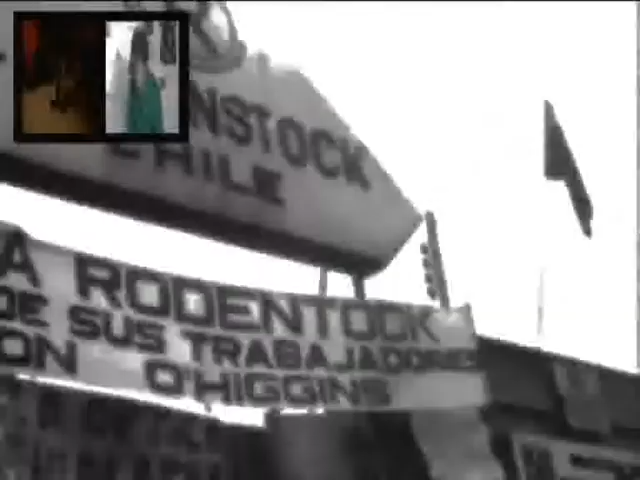 NSTOCK
CHILE
A RODENTOCK
DE SUS TRABAJADORES
ON O'HIGGINS